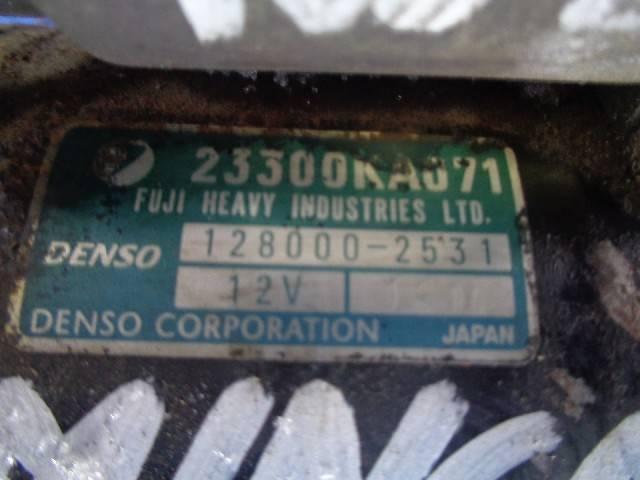 23300KA071
FUJI HEAVY INDUSTRIES LTD.
DENSO
128000-2531
12V
DENSO CORPORATION JAPAN